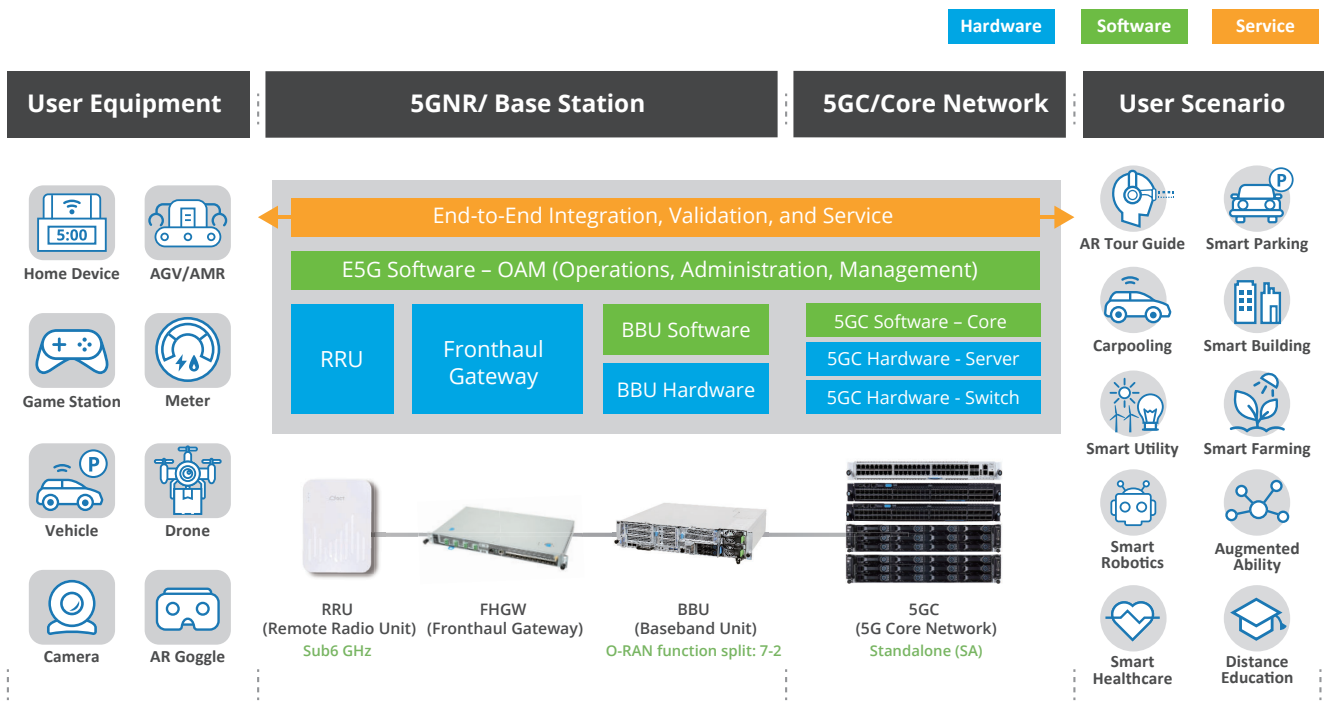 Hardware
Software
Service
User Equipment
5GNR/ Base Station
5GC/Core Network
User Scenario
5:00
Home Device
AGV/AMR
Game Station
Meter
P
Vehicle
Drone
Camera
AR Goggle
End-to-End Integration, Validation, and Service
E5G Software – OAM (Operations, Administration, Management)
RRU
Fronthaul
Gateway
BBU Software
BBU Hardware
5GC Software – Core
5GC Hardware - Server
5GC Hardware - Switch
RRU
(Remote Radio Unit)
Sub6 GHz
FHGW
(Fronthaul Gateway)
BBU
(Baseband Unit)
O-RAN function split: 7-2
5GC
(5G Core Network)
Standalone (SA)
P
AR Tour Guide
Smart Parking
Carpooling
Smart Building
Smart Utility
Smart Farming
Smart
Robotics
Augmented
Ability
Smart
Healthcare
Distance
Education